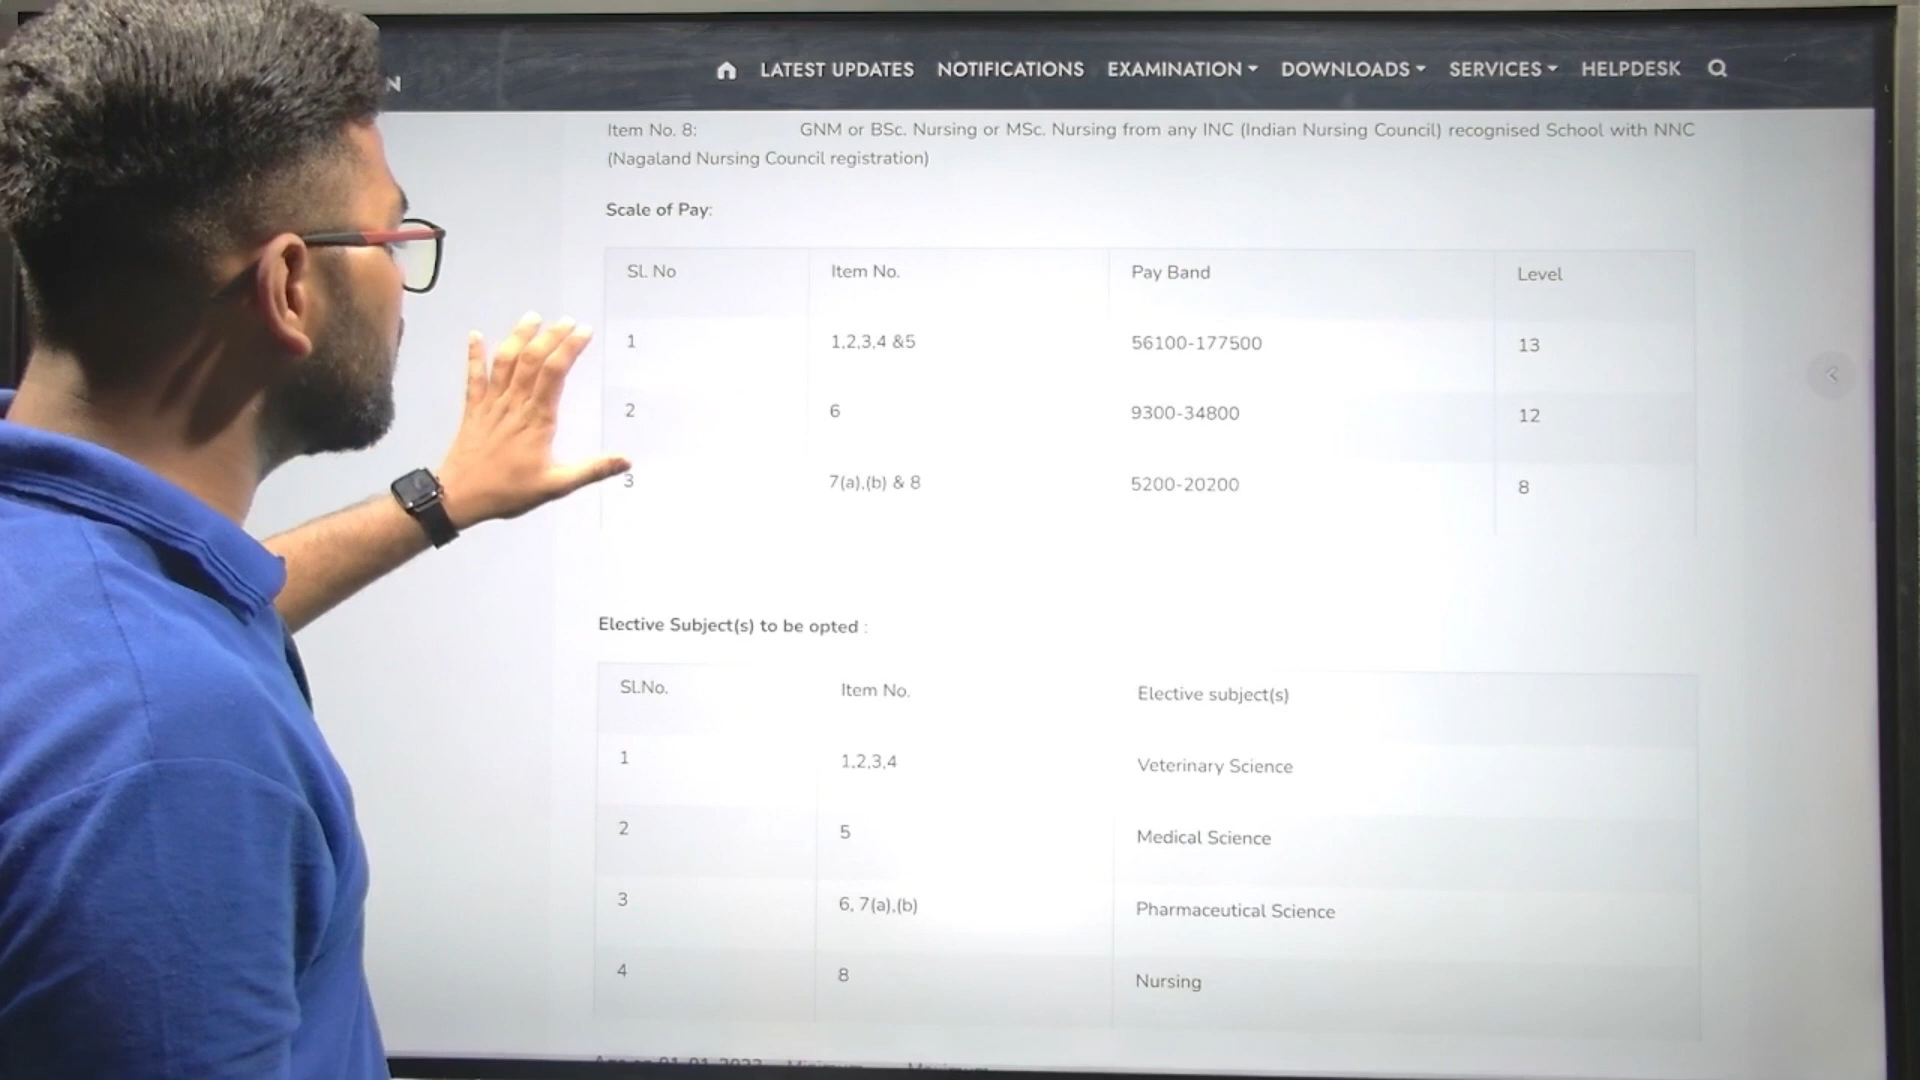 N
LATEST UPDATES NOTIFICATIONS EXAMINATION DOWNLOADS SERVICES HELPDESK
Item No. 8: GNM or BSc. Nursing or MSc. Nursing from any INC (Indian Nursing Council) recognised School with NNC
(Nagaland Nursing Council registration)
Scale of Pay:
Sl. No Item No. Pay Band Level
1 1,2,3,4 &5 56100-177500 13
2 6 9300-34800 12
3 7(a),(b) & 8 5200-20200 8
Elective Subject(s) to be opted :
Sl.No. Item No. Elective subject(s)
1 1,2,3,4 Veterinary Science
2 5 Medical Science
3 6, 7(a),(b) Pharmaceutical Science
4 8 Nursing